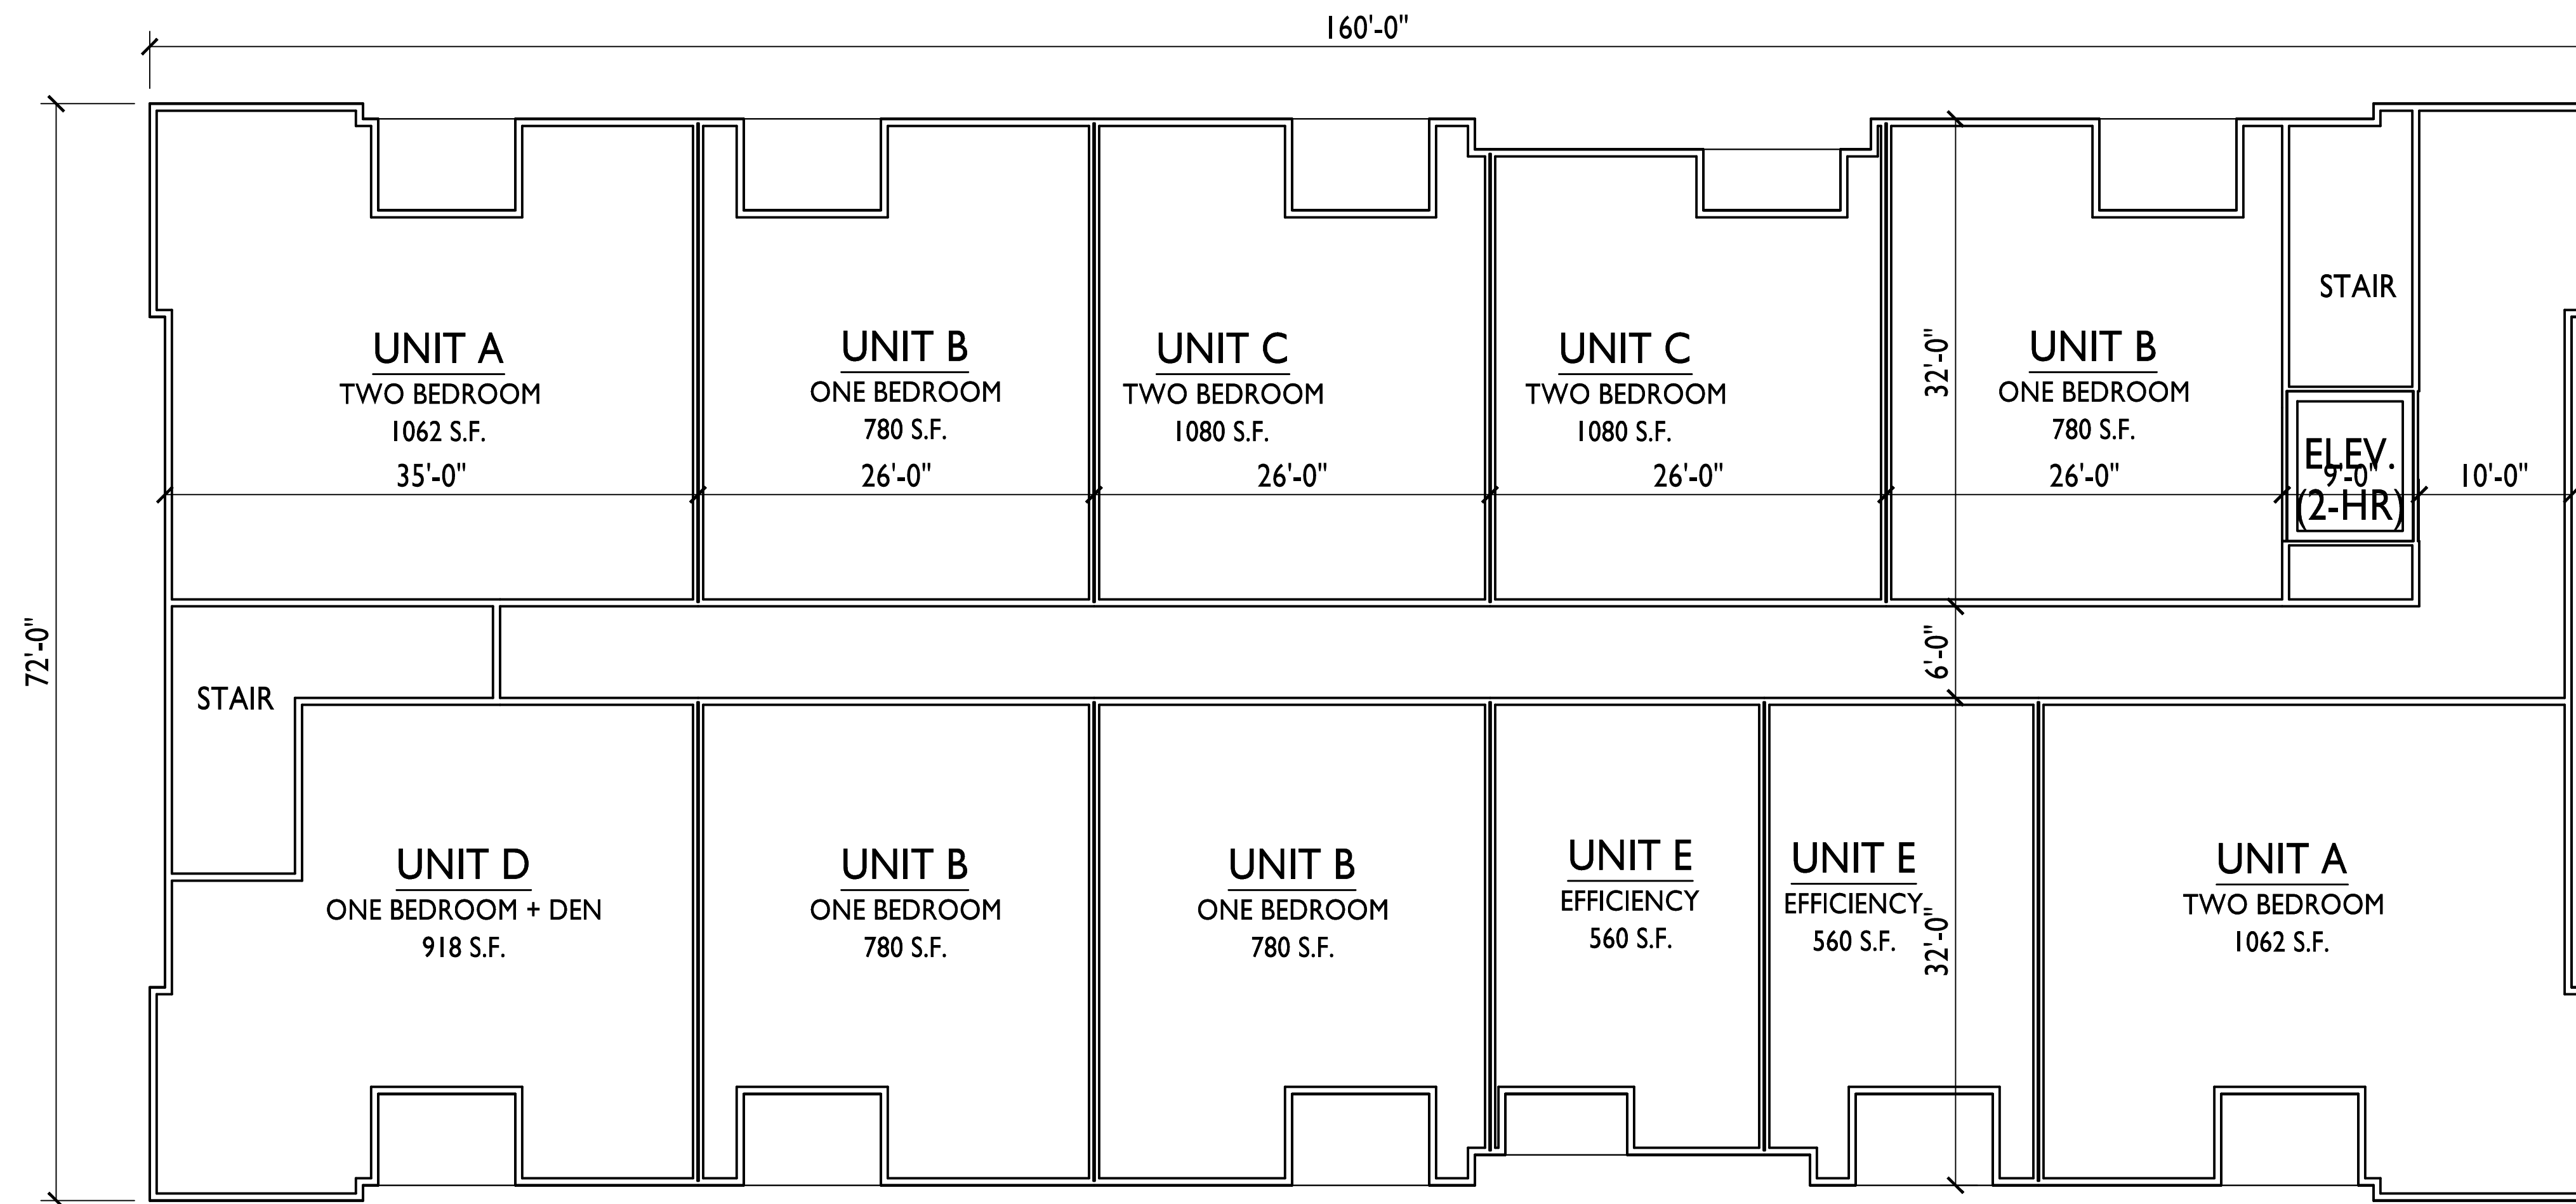 160'-0"
72'-0"
UNIT A
TWO BEDROOM
1062 S.F.
35'-0"
UNIT B
ONE BEDROOM
780 S.F.
26'-0"
UNIT C
TWO BEDROOM
1080 S.F.
26'-0"
UNIT C
TWO BEDROOM
1080 S.F.
26'-0"
32'-0"
UNIT B
ONE BEDROOM
780 S.F.
26'-0"
STAIR
ELEV.
(2-HR)
9'-0"
10'-0"
6'-0"
STAIR
UNIT D
ONE BEDROOM + DEN
918 S.F.
UNIT B
ONE BEDROOM
780 S.F.
UNIT B
ONE BEDROOM
780 S.F.
UNIT E
EFFICIENCY
560 S.F.
UNIT E
EFFICIENCY
560 S.F.
32'-0"
UNIT A
TWO BEDROOM
1062 S.F.